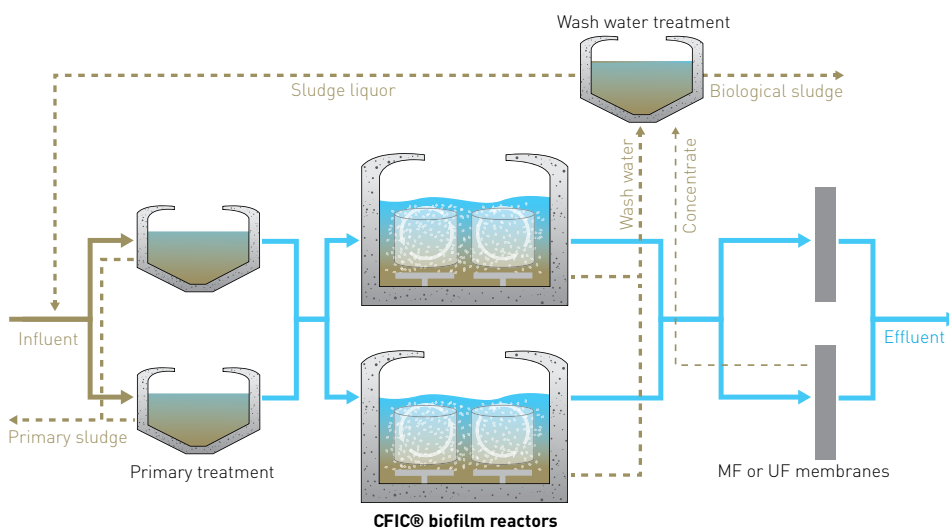 Wash water treatment
Sludge liquor
Biological sludge
Wash water
Concentrate
Influent
Effluent
Primary sludge
Primary treatment
MF or UF membranes
CFIC® biofilm reactors